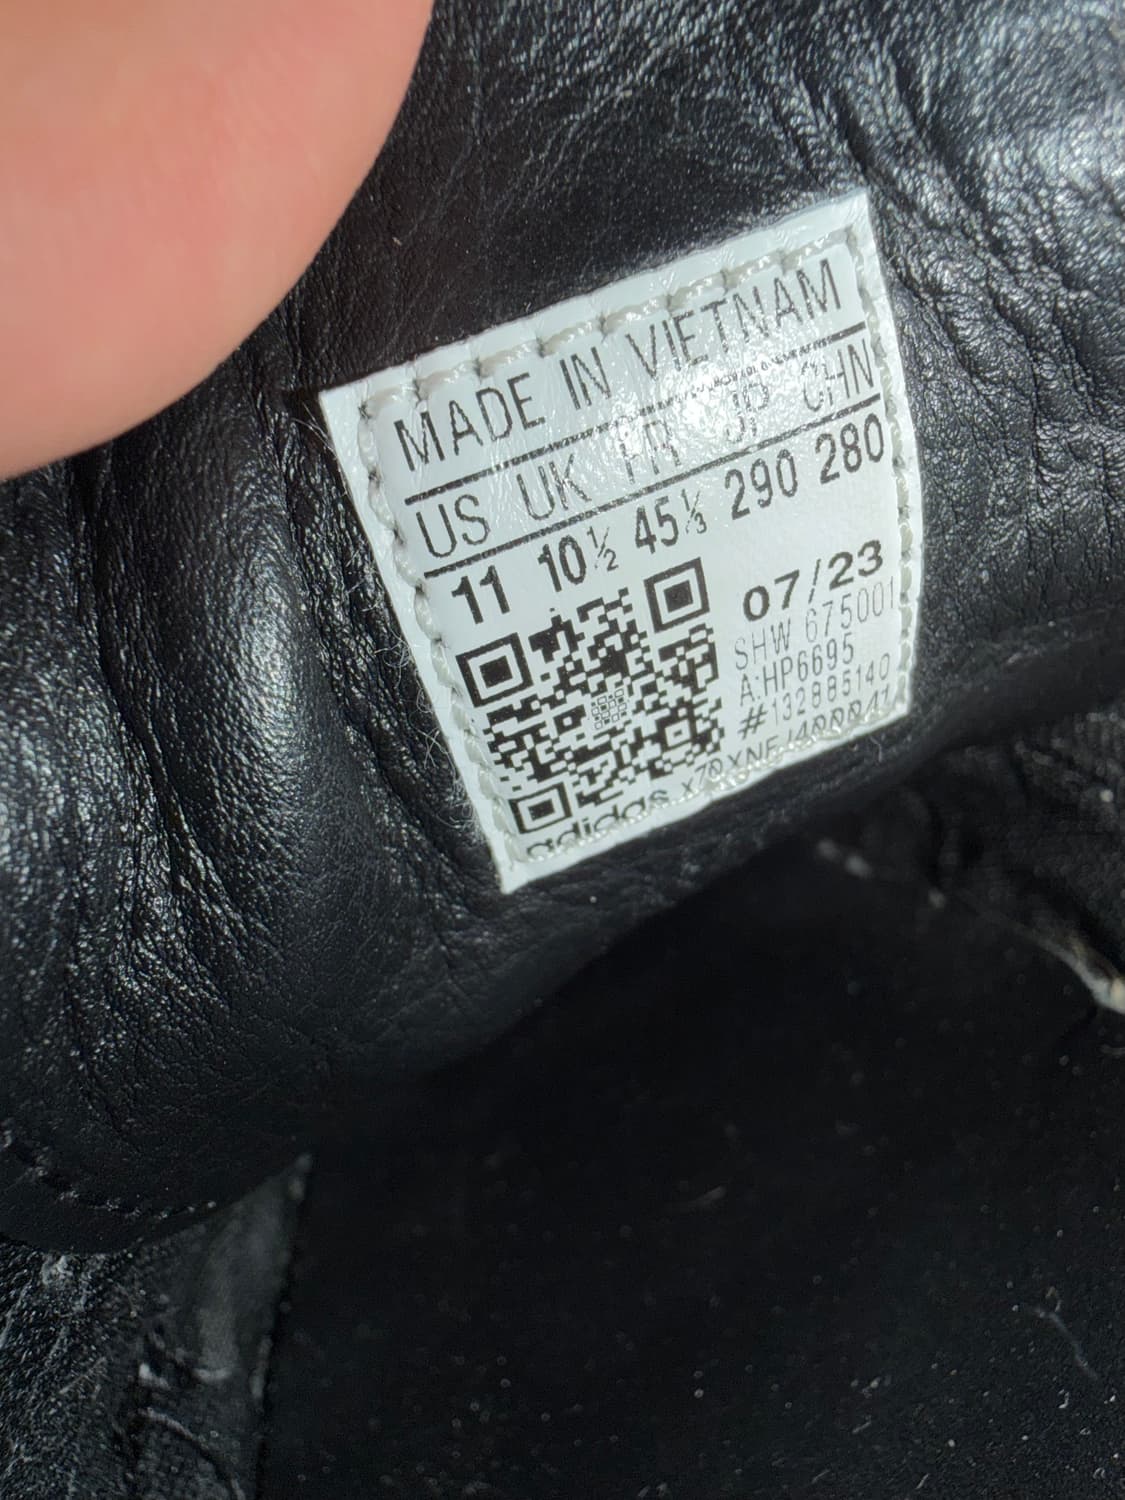 MADE IN VIETNAM
US UK FR JP CHN
11 10½ 45⅓ 290 280
07/23
SHW 675001
A:HP6695
#132885140
adidas